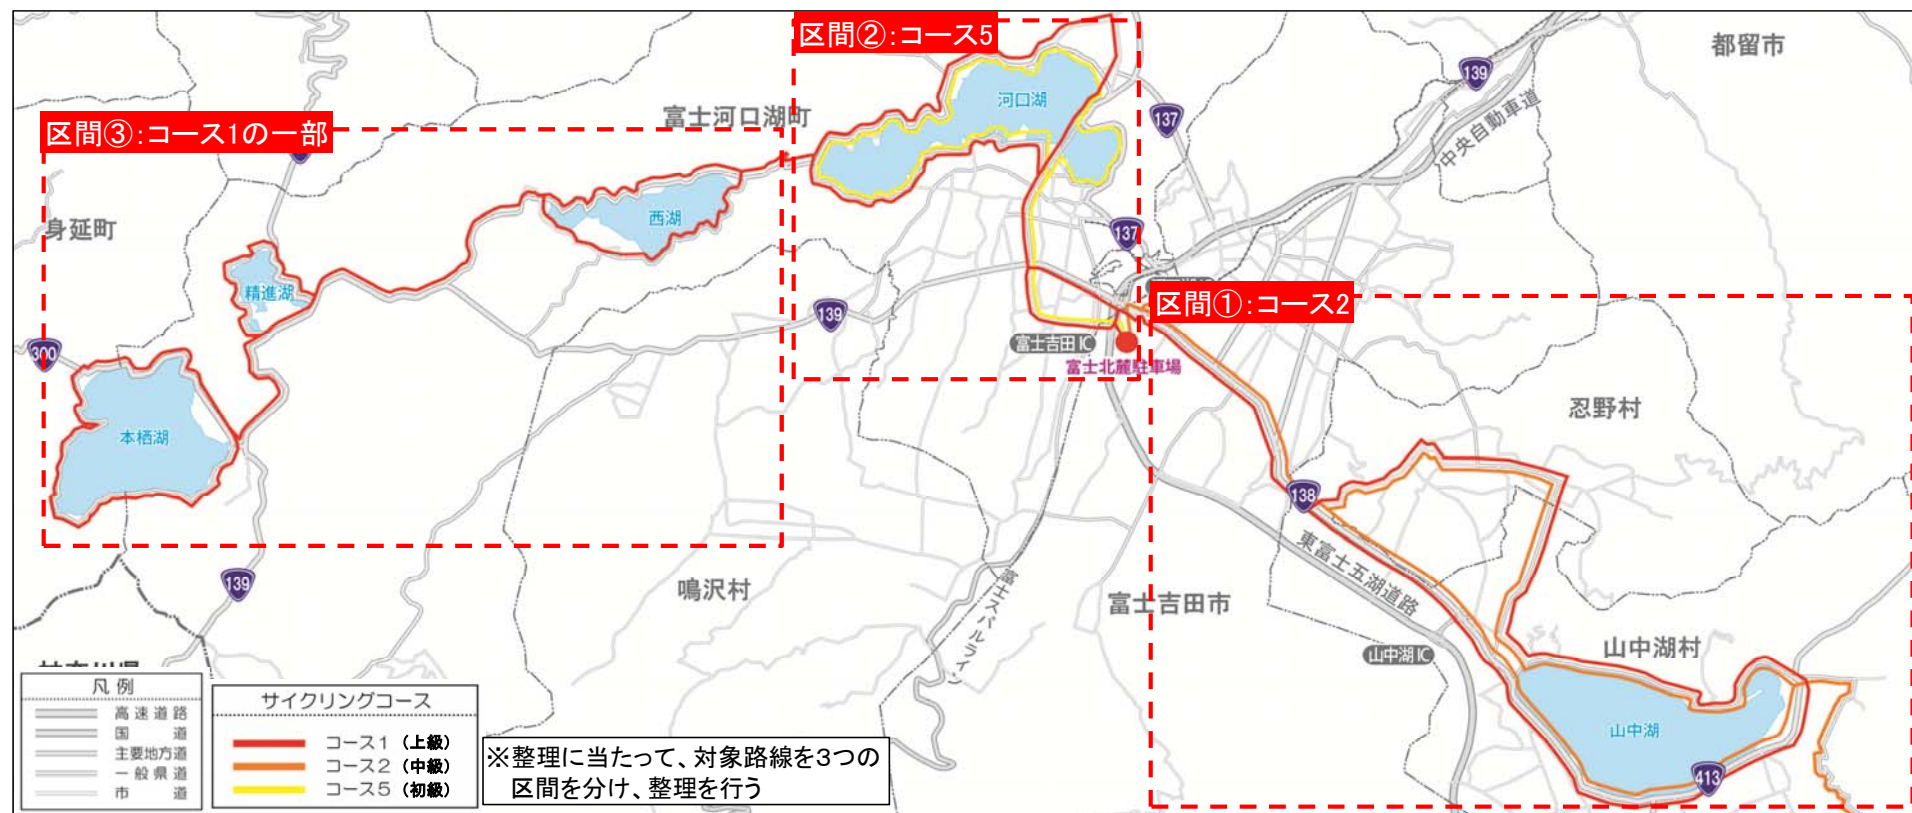 区間②:コース5
都留市
139
河口湖
富士河口湖町
137
中央自動車道
区間③:コース1の一部
西湖
身延町
137
精進湖
区間①:コース2
139
300
富士吉田IC
富士北麓駐車場
忍野村
本栖湖
138
東富士五湖道路
139
鳴沢村
富士スバルライン
富士吉田市
山中湖村
山中湖IC
山中湖
413
凡例
高速道路
国道
主要地方道
一般県道
市道
サイクリングコース
コース1(上級)
コース2(中級)
コース5(初級)
※整理に当たって、対象路線を3つの
区間を分け、整理を行う